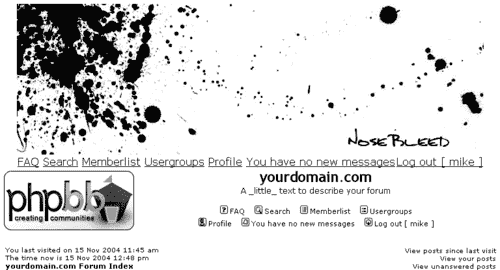 NOSEBLEED
FAQ Search Memberlist Usergroups Profile You have no new messages Log out [ mike ]
phpBB
creating communities
yourdomain.com
A _little_ text to describe your forum
FAQ Search Memberlist Usergroups
Profile You have no new messages Log out [ mike ]
You last visited on 15 Nov 2004 11:45 am
The time now is 15 Nov 2004 12:48 pm
yourdomain.com Forum Index
View posts since last visit
View your posts
View unanswered posts